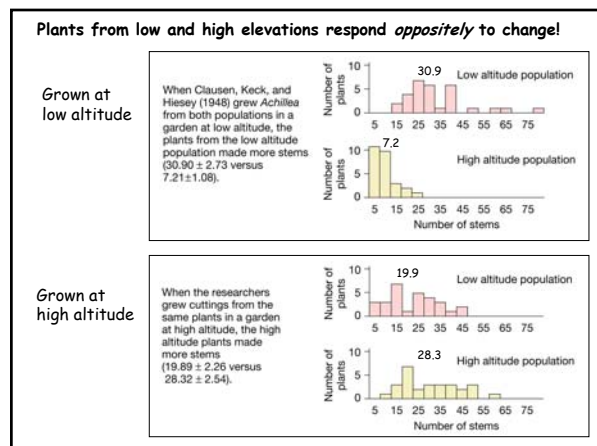 Plants from low and high elevations respond oppositely to change!
Grown at
low altitude
When Clausen, Keck, and
Hiesey (1948) grew Achillea
from both populations in a
garden at low altitude, the
plants from the low altitude
population made more stems
(30.90 ± 2.73 versus
7.21±1.08).
Number of
plants
10
5
0
30.9
Low altitude population
5 15 25 35 45 55 65 75
Number of
plants
10
5
0
7.2
High altitude population
5 15 25 35 45 55 65 75
Number of stems
Grown at
high altitude
When the researchers
grew cuttings from the
same plants in a garden
at high altitude, the high
altitude plants made
more stems
(19.89 ± 2.26 versus
28.32 ± 2.54).
Number of
plants
10
5
0
19.9
Low altitude population
5 15 25 35 45 55 65 75
Number of
plants
10
5
0
28.3
High altitude population
5 15 25 35 45 55 65 75
Number of stems